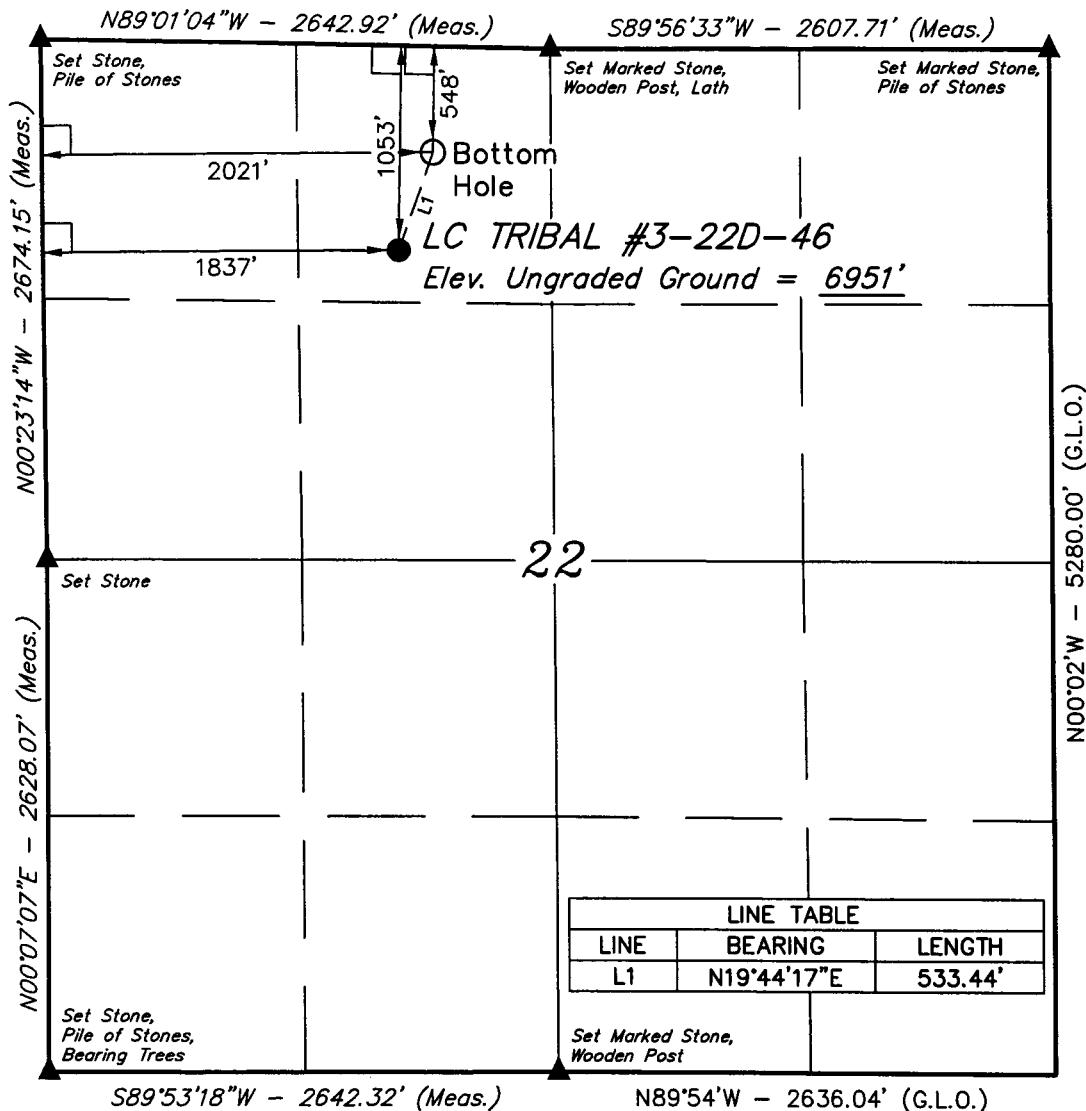 N89°01'04"W - 2642.92' (Meas.)
S89°56'33"W - 2607.71' (Meas.)
Set Stone,
Pile of Stones
Set Marked Stone,
Wooden Post, Lath
Set Marked Stone,
Pile of Stones
N00°23'14"W - 2674.15' (Meas.)
548'
1053'
2021'
Bottom
Hole
L1
1837'
LC TRIBAL #3-22D-46
Elev. Ungraded Ground = 6951'
N00°02'W - 5280.00' (G.L.O.)
22
Set Stone
N00°07'07"E - 2628.07' (Meas.)
LINE TABLE
LINE BEARING LENGTH
L1 N19°44'17"E 533.44'
Set Stone,
Pile of Stones,
Bearing Trees
Set Marked Stone,
Wooden Post
S89°53'18"W - 2642.32' (Meas.)
N89°54'W - 2636.04' (G.L.O.)